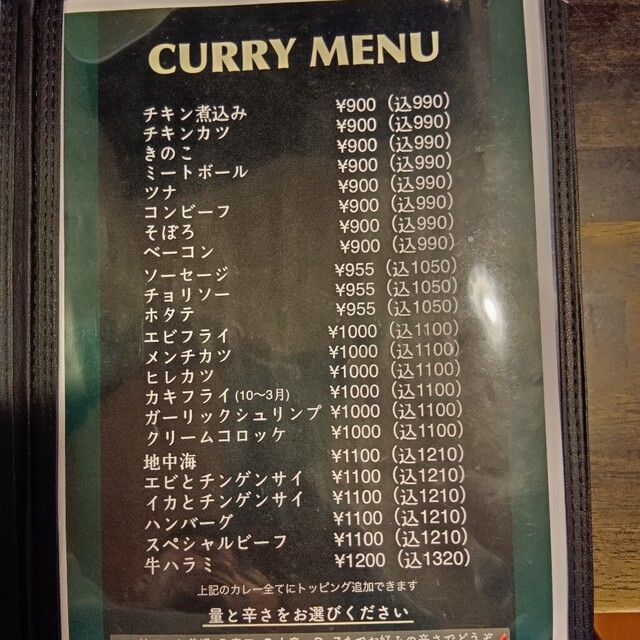 CURRY MENU
チキン煮込み ¥900（込990）
チキンカツ ¥900（込990）
きのこ ¥900（込990）
ミートボール ¥900（込990）
ツナ ¥900（込990）
コンビーフ ¥900（込990）
そぼろ ¥900（込990）
ベーコン ¥900（込990）
ソーセージ ¥955（込1050）
チョリソー ¥955（込1050）
ホタテ ¥955（込1050）
エビフライ ¥1000（込1100）
メンチカツ ¥1000（込1100）
ヒレカツ ¥1000（込1100）
カキフライ(10〜3月) ¥1000（込1100）
ガーリックシュリンプ ¥1000（込1100）
クリームコロッケ ¥1000（込1100）
地中海 ¥1100（込1210）
エビとチンゲンサイ ¥1100（込1210）
イカとチンゲンサイ ¥1100（込1210）
ハンバーグ ¥1100（込1210）
スペシャルビーフ ¥1100（込1210）
牛ハラミ ¥1200（込1320）
上記のカレー全てにトッピング追加できます
量と辛さをお選びください